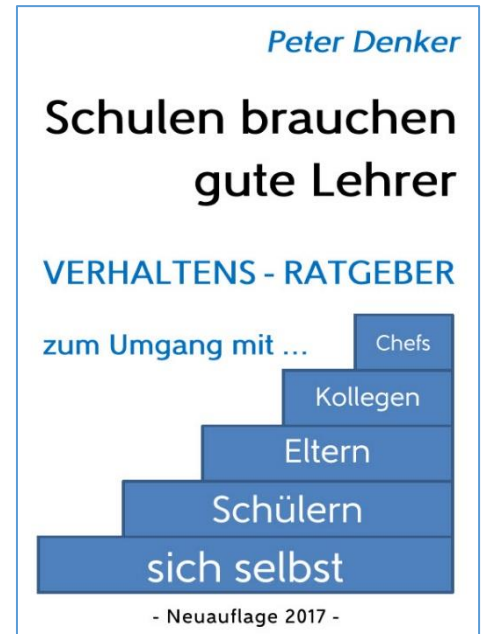 Peter Denker
Schulen brauchen
gute Lehrer
VERHALTENS - RATGEBER
zum Umgang mit ... Chefs
Kollegen
Eltern
Schülern
sich selbst
- Neuauflage 2017 -